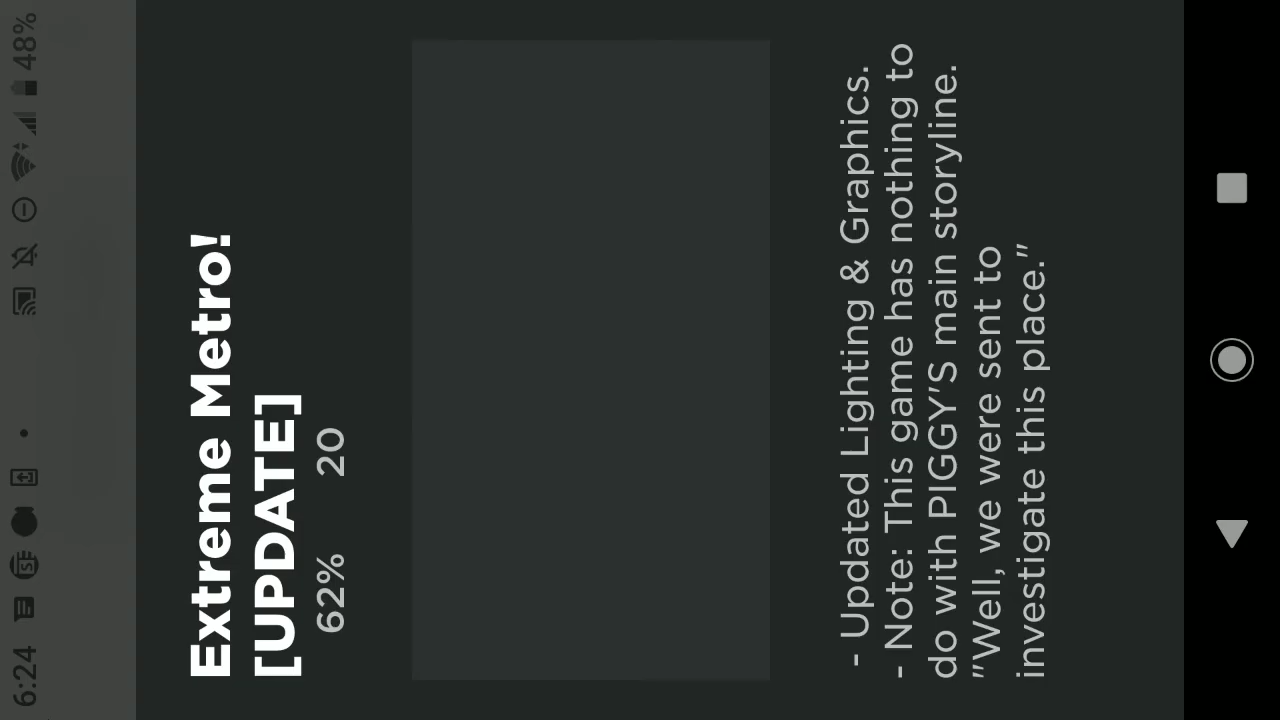 6:24
48%
Extreme Metro!
[UPDATE]
62% 20
- Updated Lighting & Graphics.
- Note: This game has nothing to
do with PIGGY'S main storyline.
"Well, we were sent to
investigate this place."